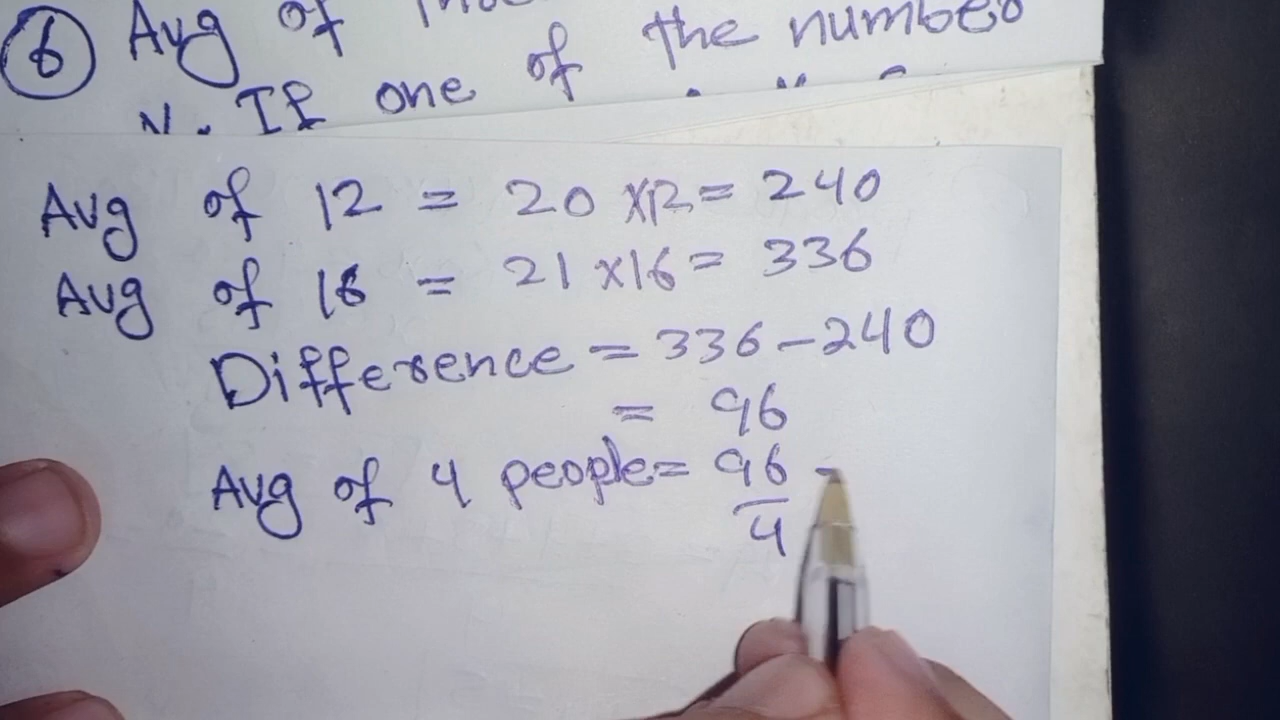 6 Avg of
If one of the number
Avg of 12 = 20 x12 = 240
Avg of 16 = 21 x16 = 336
Difference = 336-240
= 96
Avg of 4 people = 96 -
4